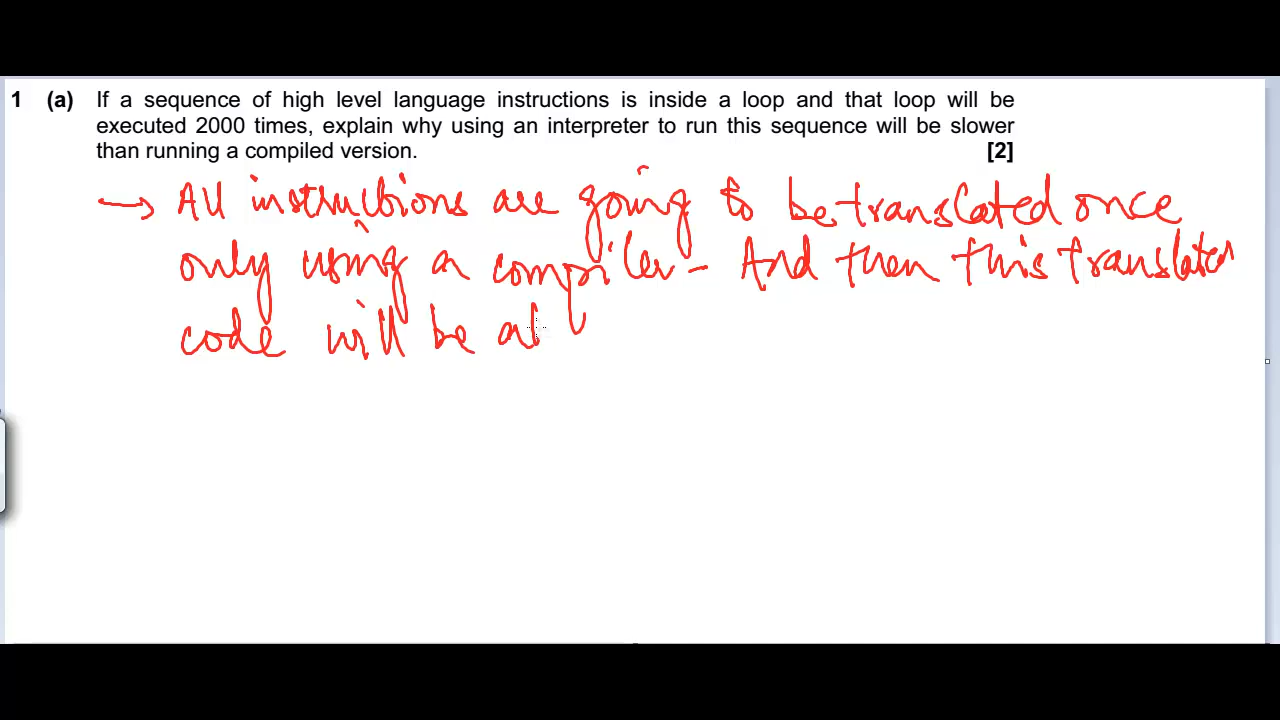 1 (a) If a sequence of high level language instructions is inside a loop and that loop will be
executed 2000 times, explain why using an interpreter to run this sequence will be slower
than running a compiled version. [2]
→ All instructions are going to be translated once
only using a compiler - And then this translated
code will be al